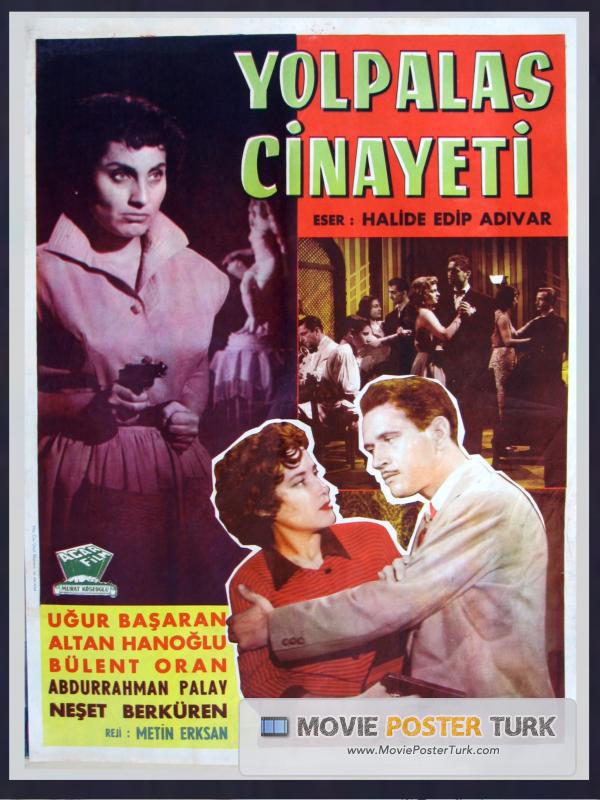 YOLPALAS
CİNAYETİ
ESER : HALİDE EDİP ADIVAR
ACAR
FİLM
MURAT KÖSEOĞLU
UĞUR BAŞARAN
ALTAN HANOĞLU
BÜLENT ORAN
ABDURRAHMAN PALAY
NEŞET BERKÜREN
REJİ : METİN ERKSAN
MOVIE POSTER TURK
www.MoviePosterTurk.com